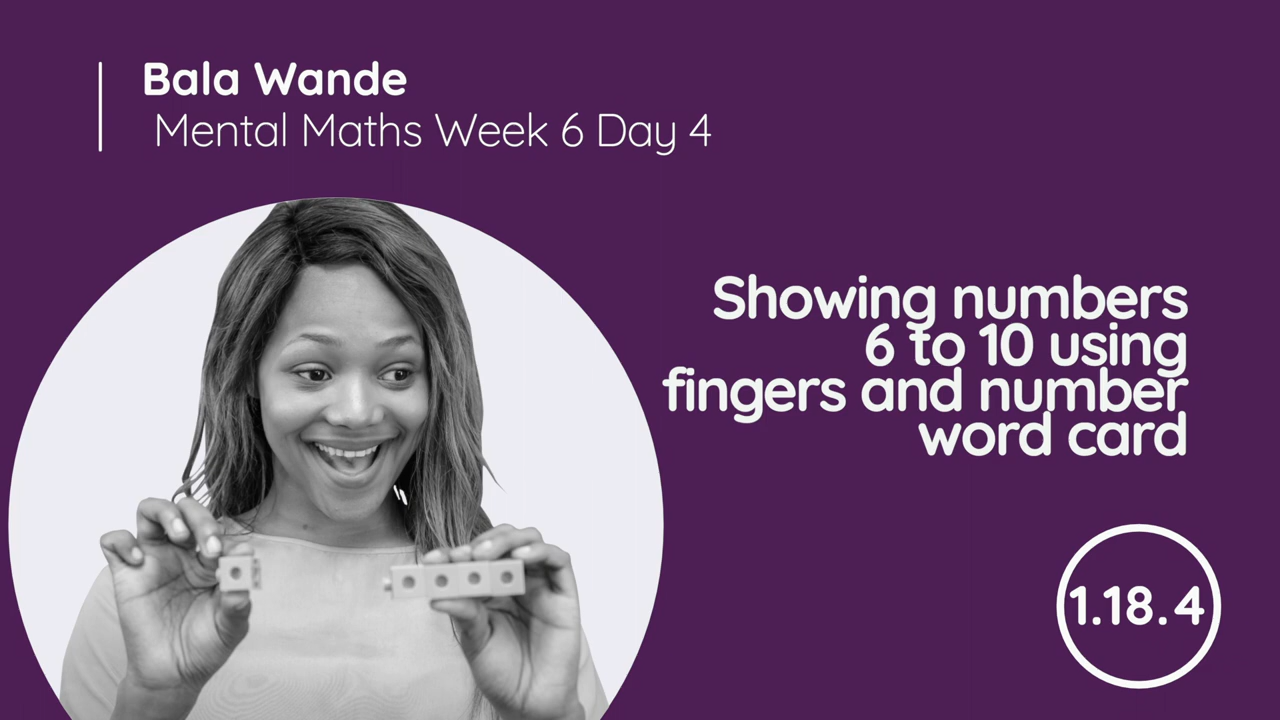 Bala Wande
Mental Maths Week 6 Day 4
Showing numbers
6 to 10 using
fingers and number
word card
1.18.4